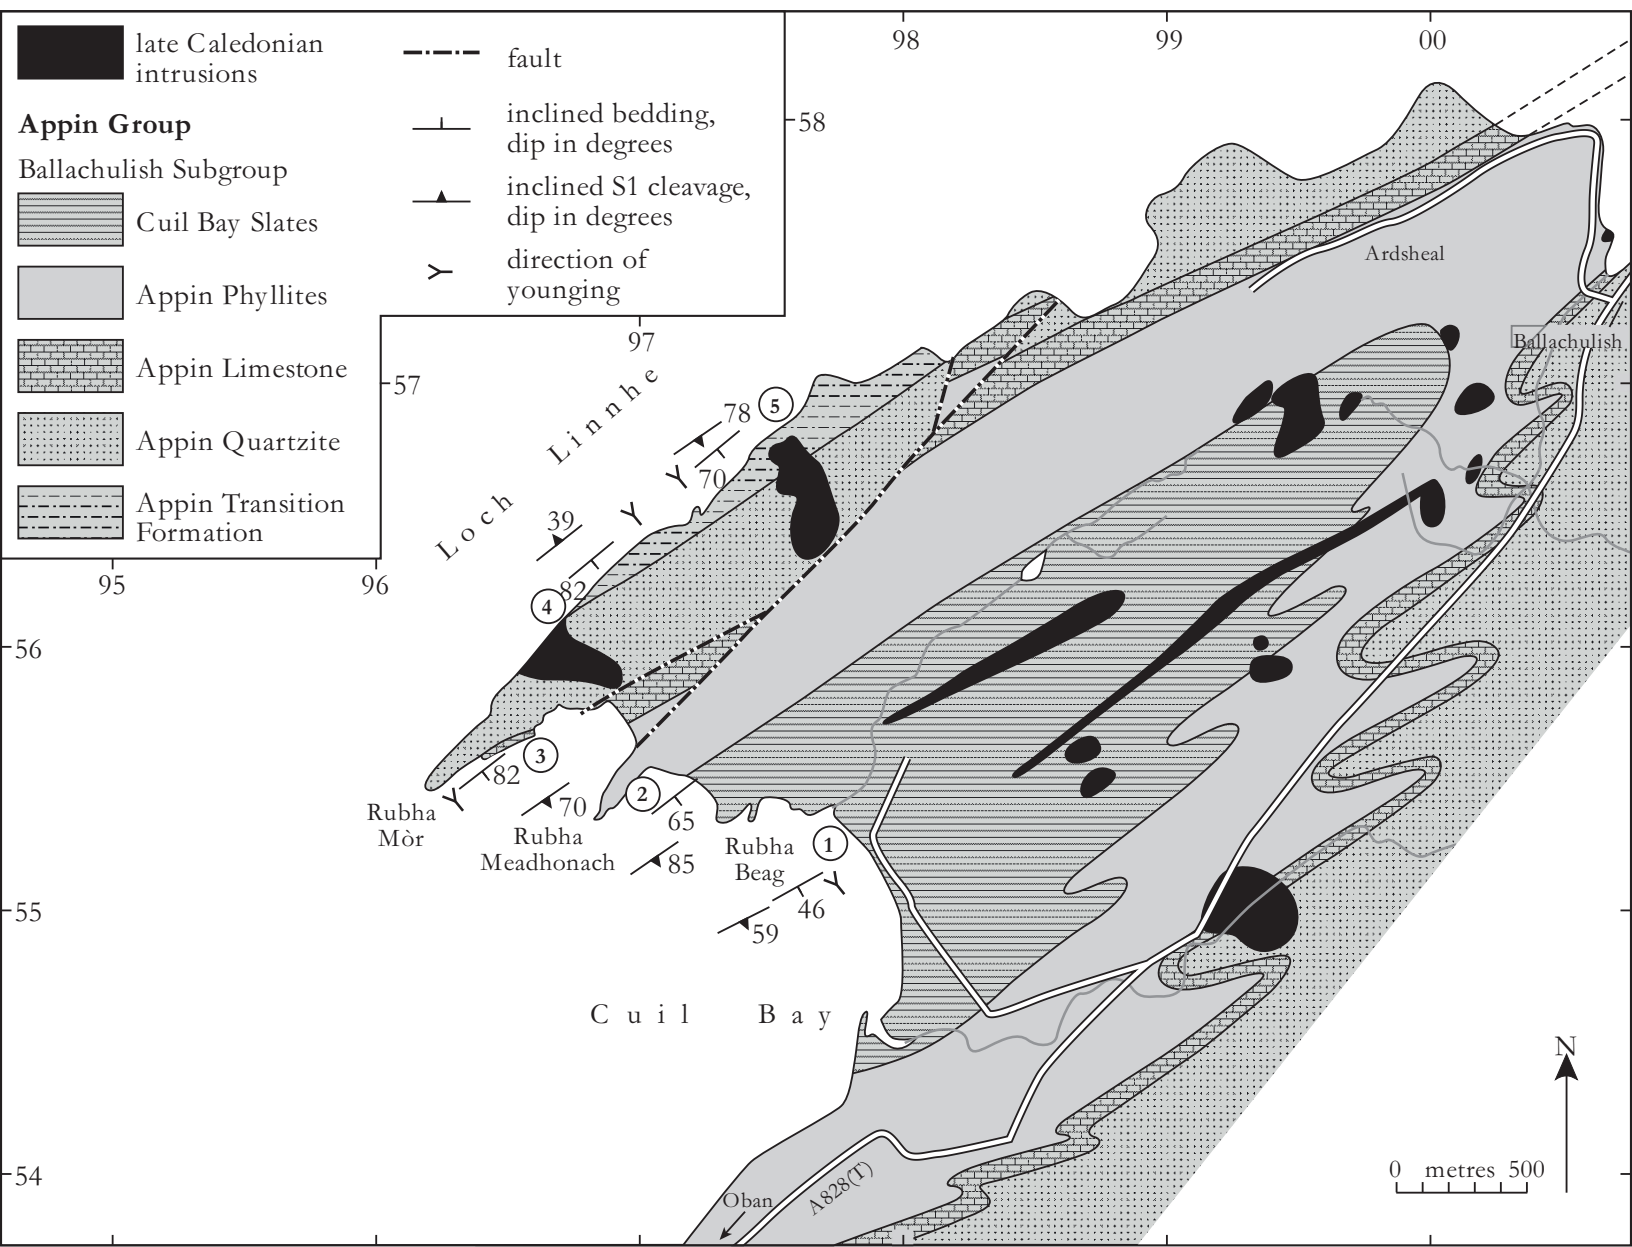 late Caledonian
intrusions
Appin Group
Ballachulish Subgroup
Cuil Bay Slates
Appin Phyllites
Appin Limestone
Appin Quartzite
Appin Transition
Formation
fault
inclined bedding,
dip in degrees
inclined S1 cleavage,
dip in degrees
direction of
younging
98
99
00
58
97
57
95
96
56
55
54
Ardsheal
Ballachulish
Loch Linnhe
78
5
70
39
82
4
3
82
Rubha
Mòr
70
Rubha
Meadhonach
2
65
85
Rubha
Beag
1
46
59
Cuil Bay
Oban
A828(T)
N
0 metres 500